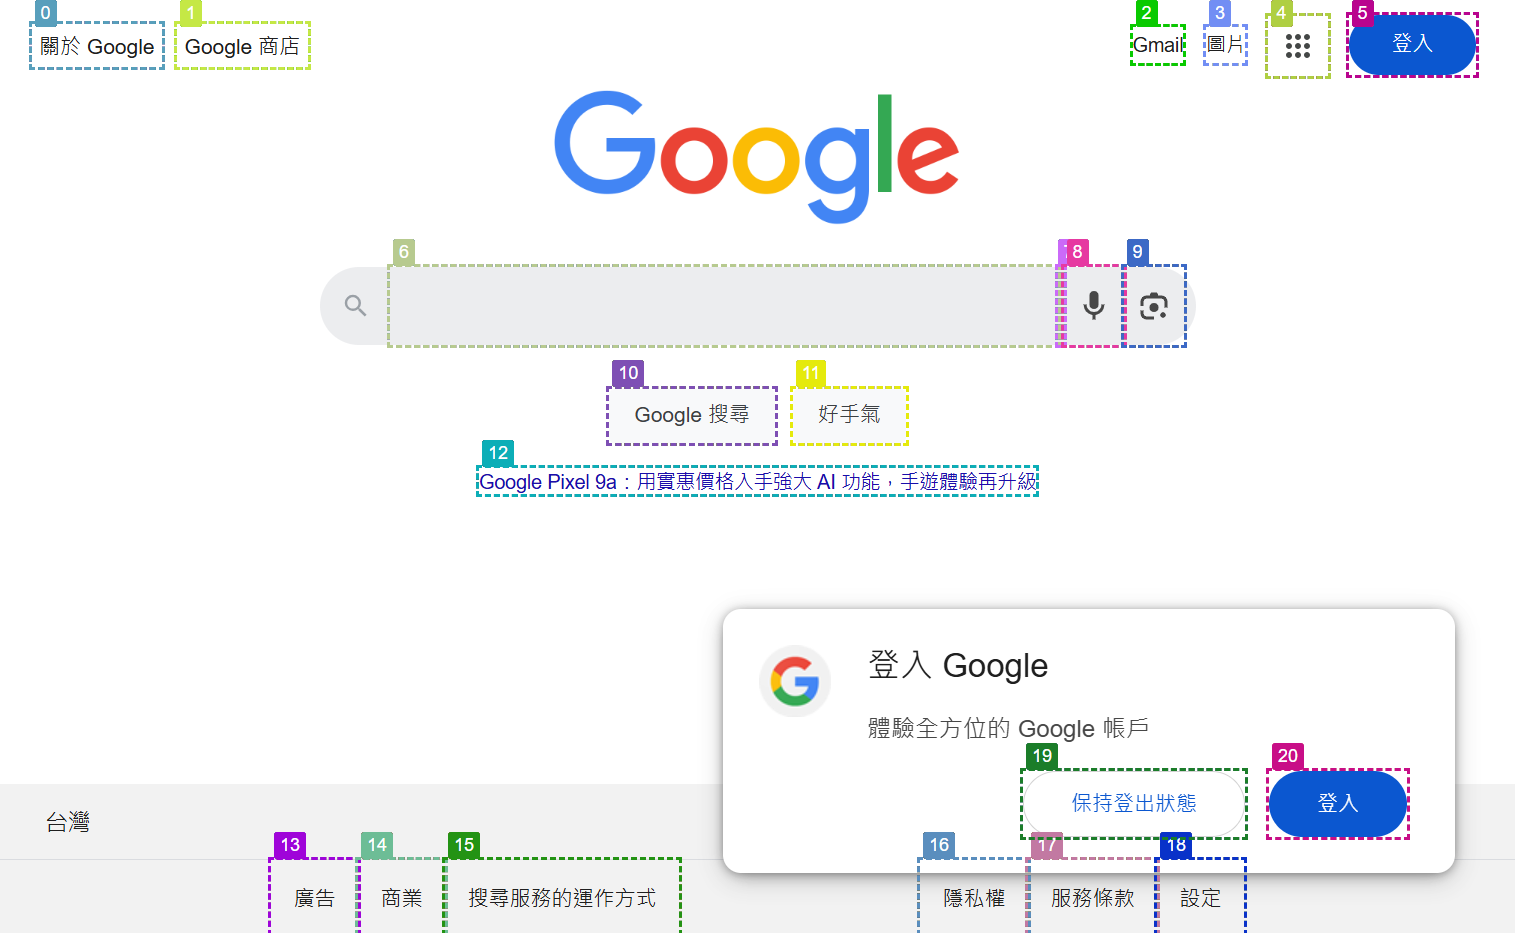 0
1
2
3
4
5
關於 Google
Google 商店
Gmail
圖片
登入
Google
6
8
9
10
11
Google 搜尋
好手氣
12
Google Pixel 9a：用實惠價格入手強大 AI 功能，手遊體驗再升級
登入 Google
體驗全方位的 Google 帳戶
19
20
保持登出狀態
登入
台灣
13
14
15
16
17
18
廣告
商業
搜尋服務的運作方式
隱私權
服務條款
設定